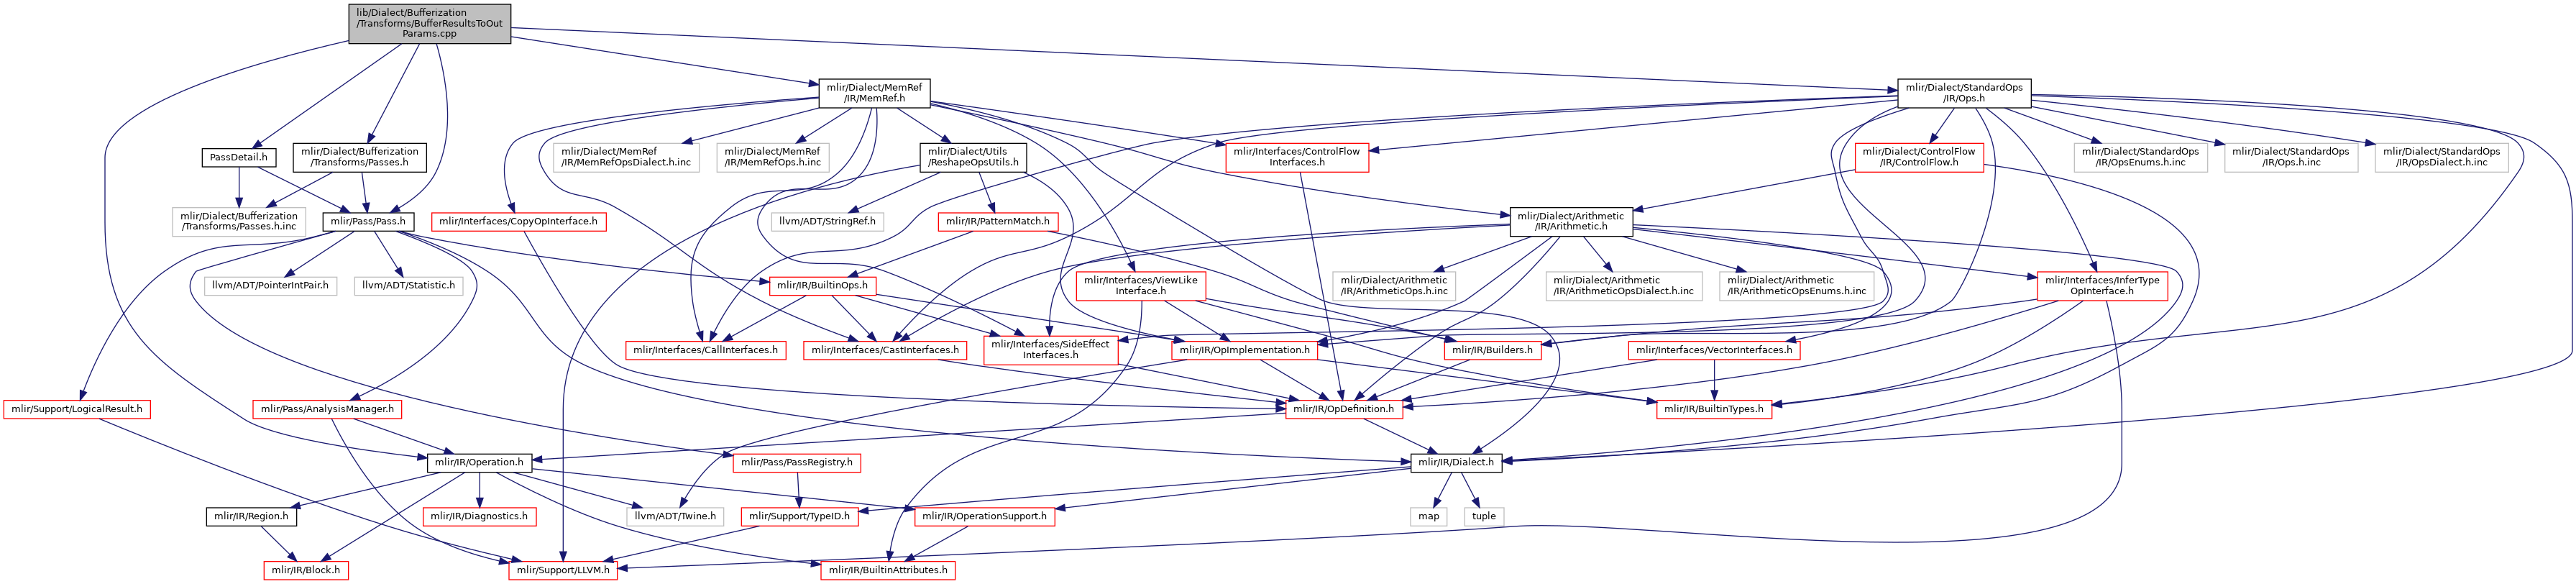 lib/Dialect/Bufferization
/Transforms/BufferResultsToOut
Params.cpp
mlir/Dialect/MemRef
/IR/MemRef.h
mlir/Dialect/StandardOps
/IR/Ops.h
PassDetail.h
mlir/Dialect/Bufferization
/Transforms/Passes.h
mlir/Dialect/MemRef
/IR/MemRefOpsDialect.h.inc
mlir/Dialect/MemRef
/IR/MemRefOps.h.inc
mlir/Dialect/Utils
/ReshapeOpsUtils.h
mlir/Interfaces/ControlFlow
Interfaces.h
mlir/Dialect/ControlFlow
/IR/ControlFlow.h
mlir/Dialect/StandardOps
/IR/OpsEnums.h.inc
mlir/Dialect/StandardOps
/IR/Ops.h.inc
mlir/Dialect/StandardOps
/IR/OpsDialect.h.inc
mlir/Dialect/Bufferization
/Transforms/Passes.h.inc
mlir/Pass/Pass.h
mlir/Interfaces/CopyOpInterface.h
llvm/ADT/StringRef.h
mlir/IR/PatternMatch.h
mlir/Dialect/Arithmetic
/IR/Arithmetic.h
llvm/ADT/PointerIntPair.h
llvm/ADT/Statistic.h
mlir/IR/BuiltinOps.h
mlir/Interfaces/ViewLike
Interface.h
mlir/Dialect/Arithmetic
/IR/ArithmeticOps.h.inc
mlir/Dialect/Arithmetic
/IR/ArithmeticOpsDialect.h.inc
mlir/Dialect/Arithmetic
/IR/ArithmeticOpsEnums.h.inc
mlir/Interfaces/InferType
OpInterface.h
mlir/Interfaces/CallInterfaces.h
mlir/Interfaces/CastInterfaces.h
mlir/Interfaces/SideEffect
Interfaces.h
mlir/IR/OpImplementation.h
mlir/IR/Builders.h
mlir/Interfaces/VectorInterfaces.h
mlir/Support/LogicalResult.h
mlir/Pass/AnalysisManager.h
mlir/IR/OpDefinition.h
mlir/IR/BuiltinTypes.h
mlir/IR/Operation.h
mlir/Pass/PassRegistry.h
mlir/IR/Dialect.h
mlir/IR/Region.h
mlir/IR/Diagnostics.h
llvm/ADT/Twine.h
mlir/Support/TypeID.h
mlir/IR/OperationSupport.h
map
tuple
mlir/IR/Block.h
mlir/Support/LLVM.h
mlir/IR/BuiltinAttributes.h